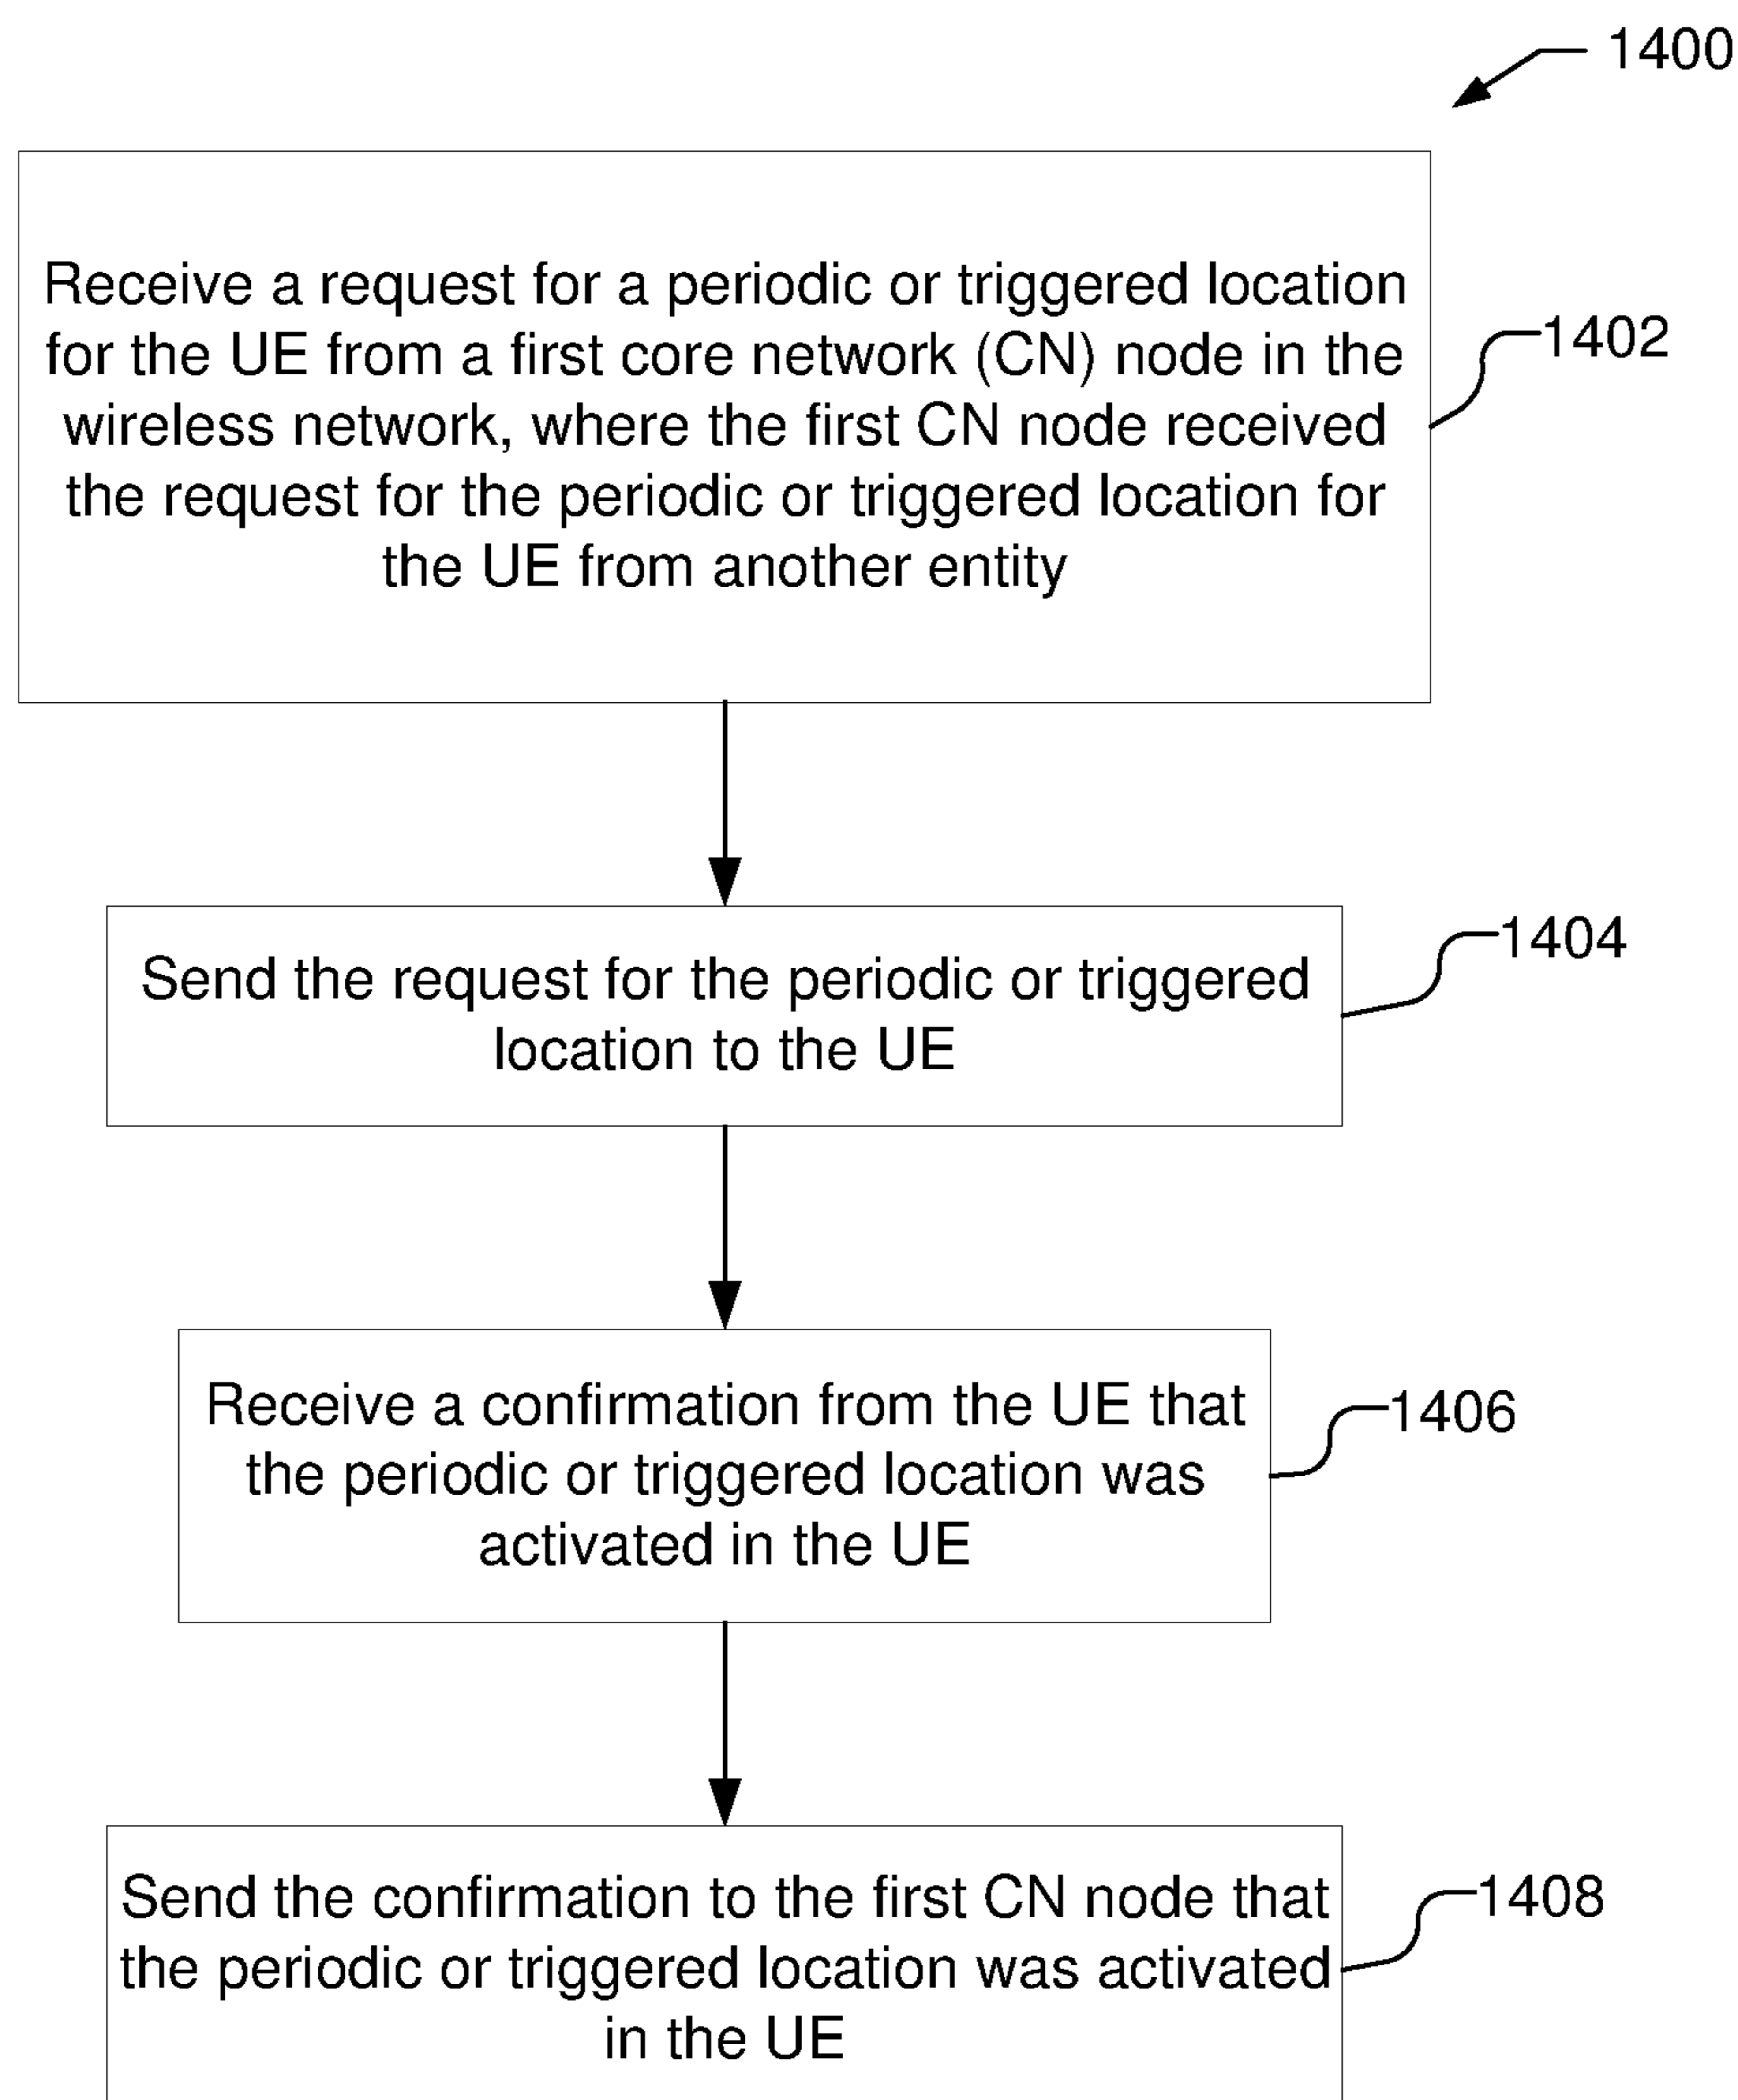 1400
Receive a request for a periodic or triggered location
for the UE from a first core network (CN) node in the
wireless network, where the first CN node received
the request for the periodic or triggered location for
the UE from another entity
1402
Send the request for the periodic or triggered
location to the UE
1404
Receive a confirmation from the UE that
the periodic or triggered location was
activated in the UE
1406
Send the confirmation to the first CN node that
the periodic or triggered location was activated
in the UE
1408